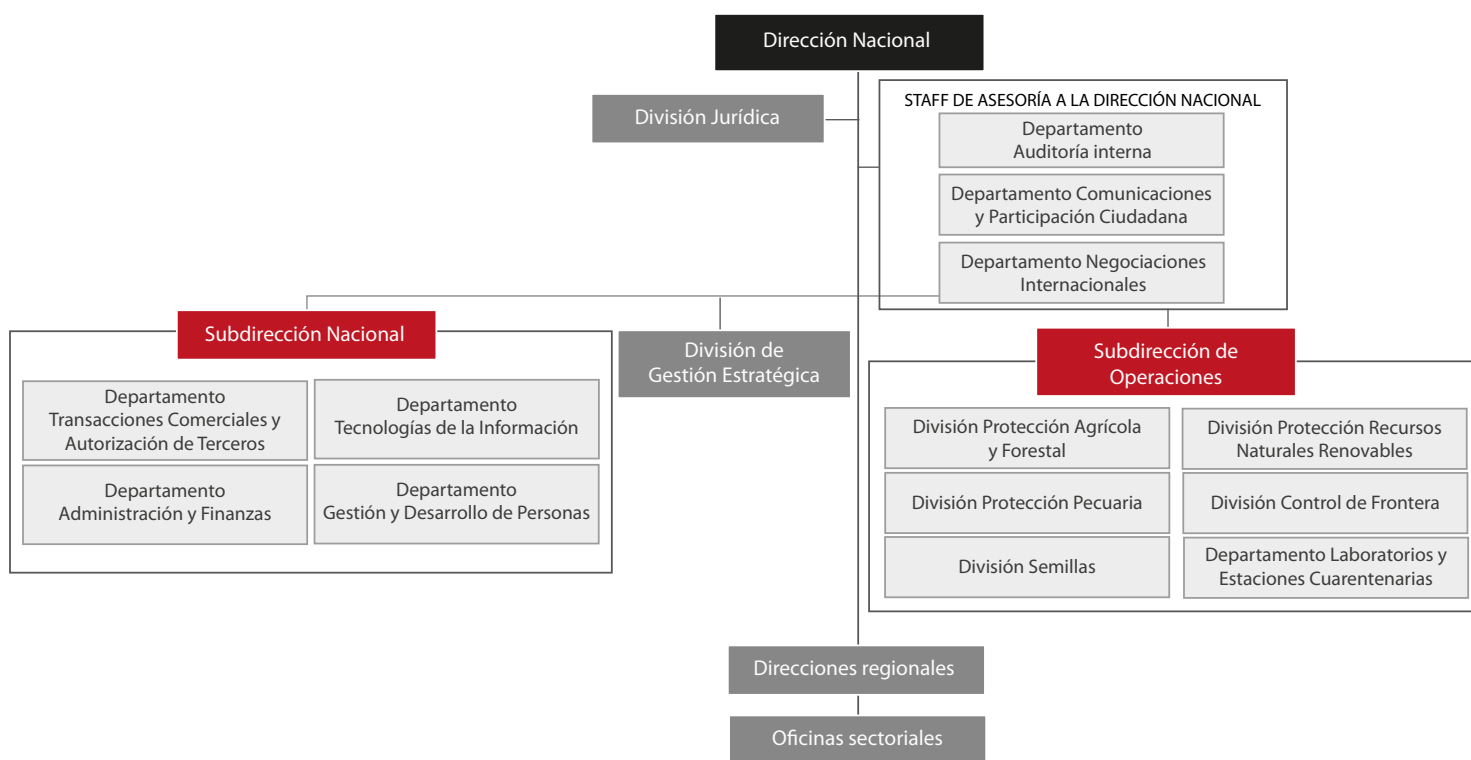 Dirección Nacional
División Jurídica
STAFF DE ASESORÍA A LA DIRECCIÓN NACIONAL
Departamento
Auditoría interna
Departamento Comunicaciones
y Participación Ciudadana
Departamento Negociaciones
Internacionales
Subdirección Nacional
Departamento
Transacciones Comerciales y
Autorización de Terceros
Departamento
Tecnologías de la Información
Departamento
Administración y Finanzas
Departamento
Gestión y Desarrollo de Personas
División de
Gestión Estratégica
Subdirección de
Operaciones
División Protección Agrícola
y Forestal
División Protección Recursos
Naturales Renovables
División Protección Pecuaria
División Control de Frontera
División Semillas
Departamento Laboratorios y
Estaciones Cuarentenarias
Direcciones regionales
Oficinas sectoriales